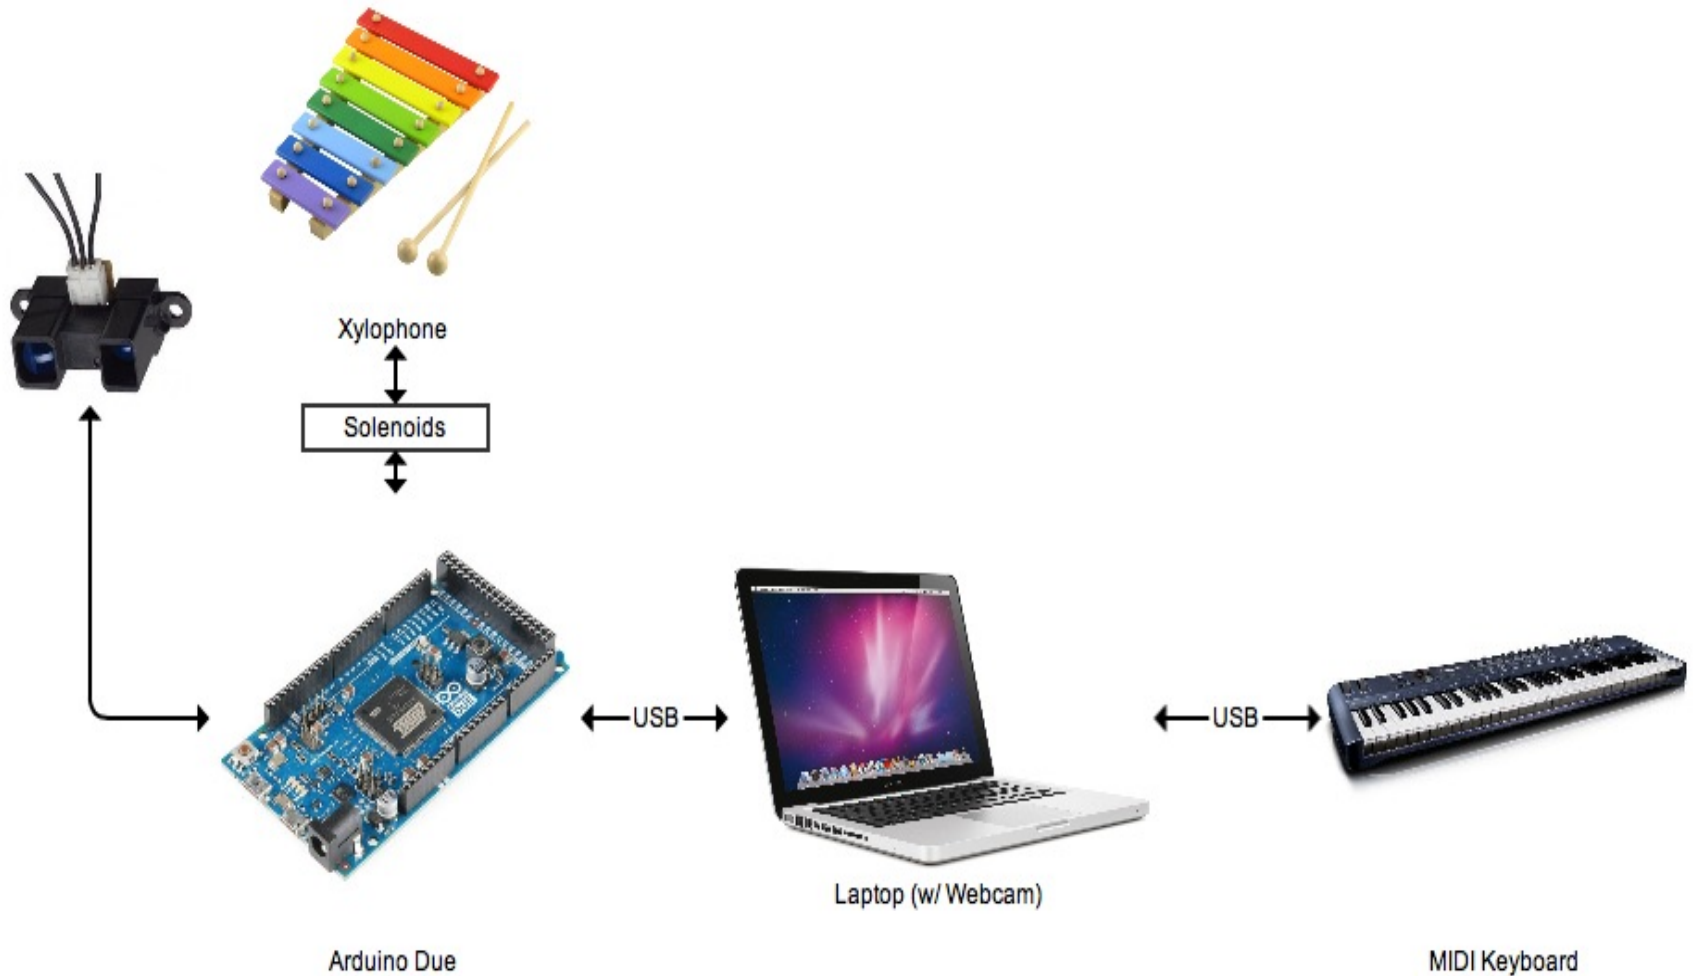 Xylophone
Solenoids
USB
USB
Laptop (w/ Webcam)
Arduino Due
MIDI Keyboard